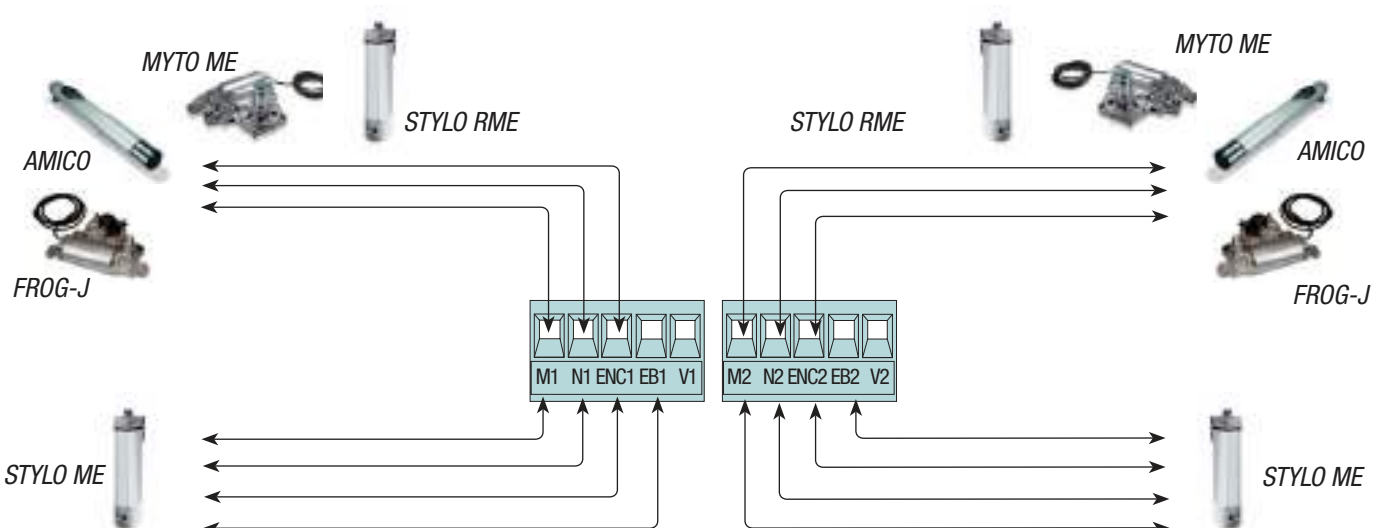 MYTO ME
MYTO ME
STYLO RME
STYLO RME
AMICO
AMICO
FROG-J
FROG-J
M1 N1 ENC1 EB1 V1
M2 N2 ENC2 EB2 V2
STYLO ME
STYLO ME